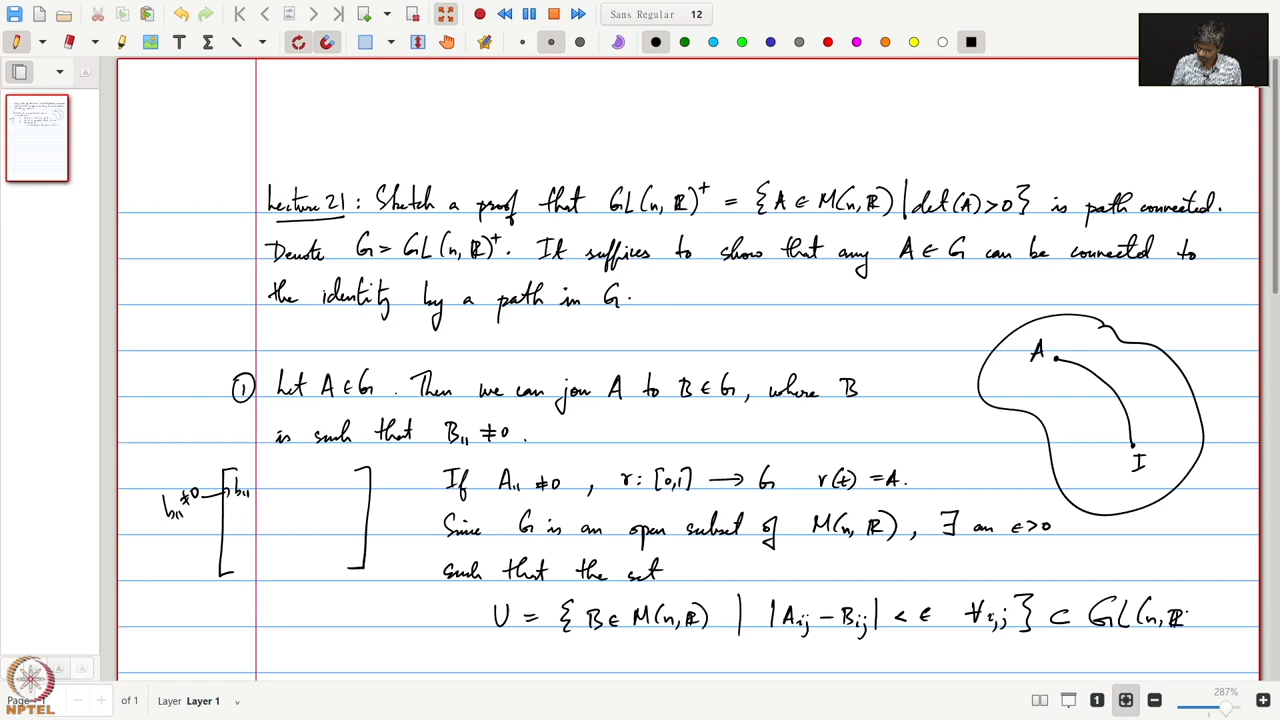 Sans Regular 12
Lecture 21: Sketch a proof that GL(n, ℝ)⁺ = {A ∈ M(n, ℝ) | det(A) > 0} is path connected.
Denote G = GL(n, ℝ)⁺. It suffices to show that any A ∈ G can be connected to
the identity by a path in G.
A
I
① Let A ∈ G. Then we can join A to B ∈ G, where B
is such that B₁₁ ≠ 0.
b₁₁ ≠ 0
b₁₁
If A₁₁ ≠ 0, r: [0,1] → G r(t) = A.
Since G is an open subset of M(n, ℝ), ∃ an ε>0
such that the set
U = {B ∈ M(n, ℝ) | |Aij − Bij| < ε ∀ i,j} ⊂ GL(n, ℝ
NPTEL
Page 1 of 1 Layer Layer 1
287%